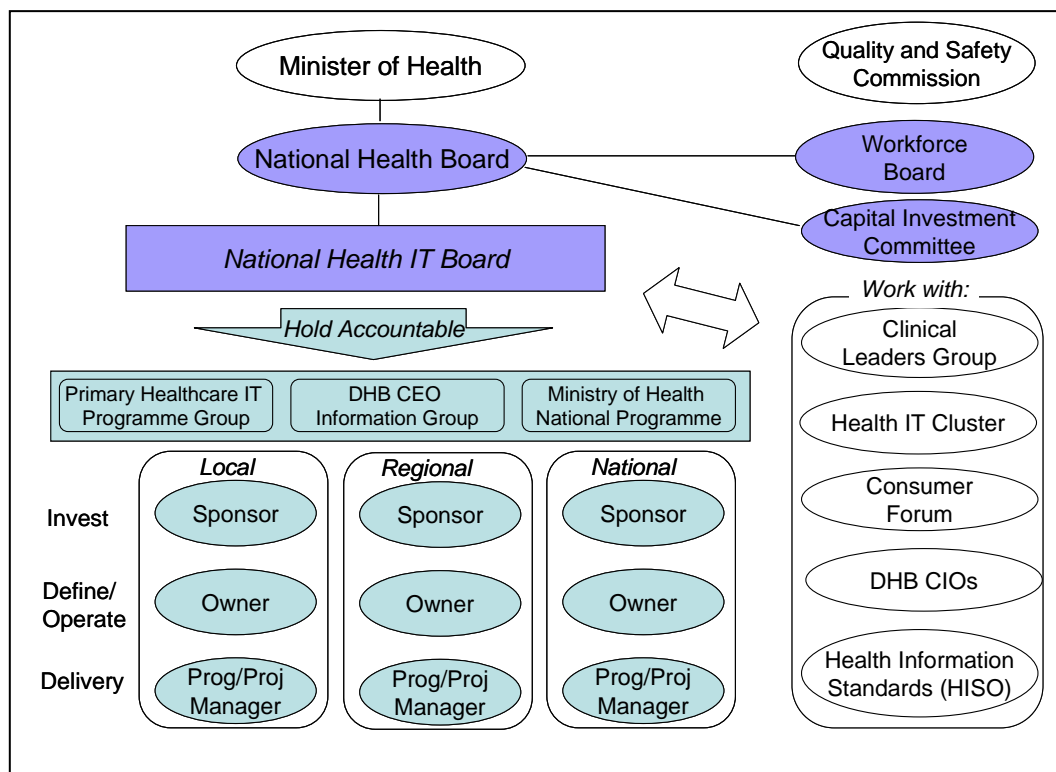 Minister of Health
Quality and Safety
Commission
National Health Board
Workforce
Board
Capital Investment
Committee
National Health IT Board
Hold Accountable
Work with:
Clinical
Leaders Group
Health IT Cluster
Consumer
Forum
DHB CIOs
Health Information
Standards (HISO)
Primary Healthcare IT
Programme Group
DHB CEO
Information Group
Ministry of Health
National Programme
Local
Regional
National
Invest
Sponsor
Sponsor
Sponsor
Define/
Operate
Owner
Owner
Owner
Delivery
Prog/Proj
Manager
Prog/Proj
Manager
Prog/Proj
Manager